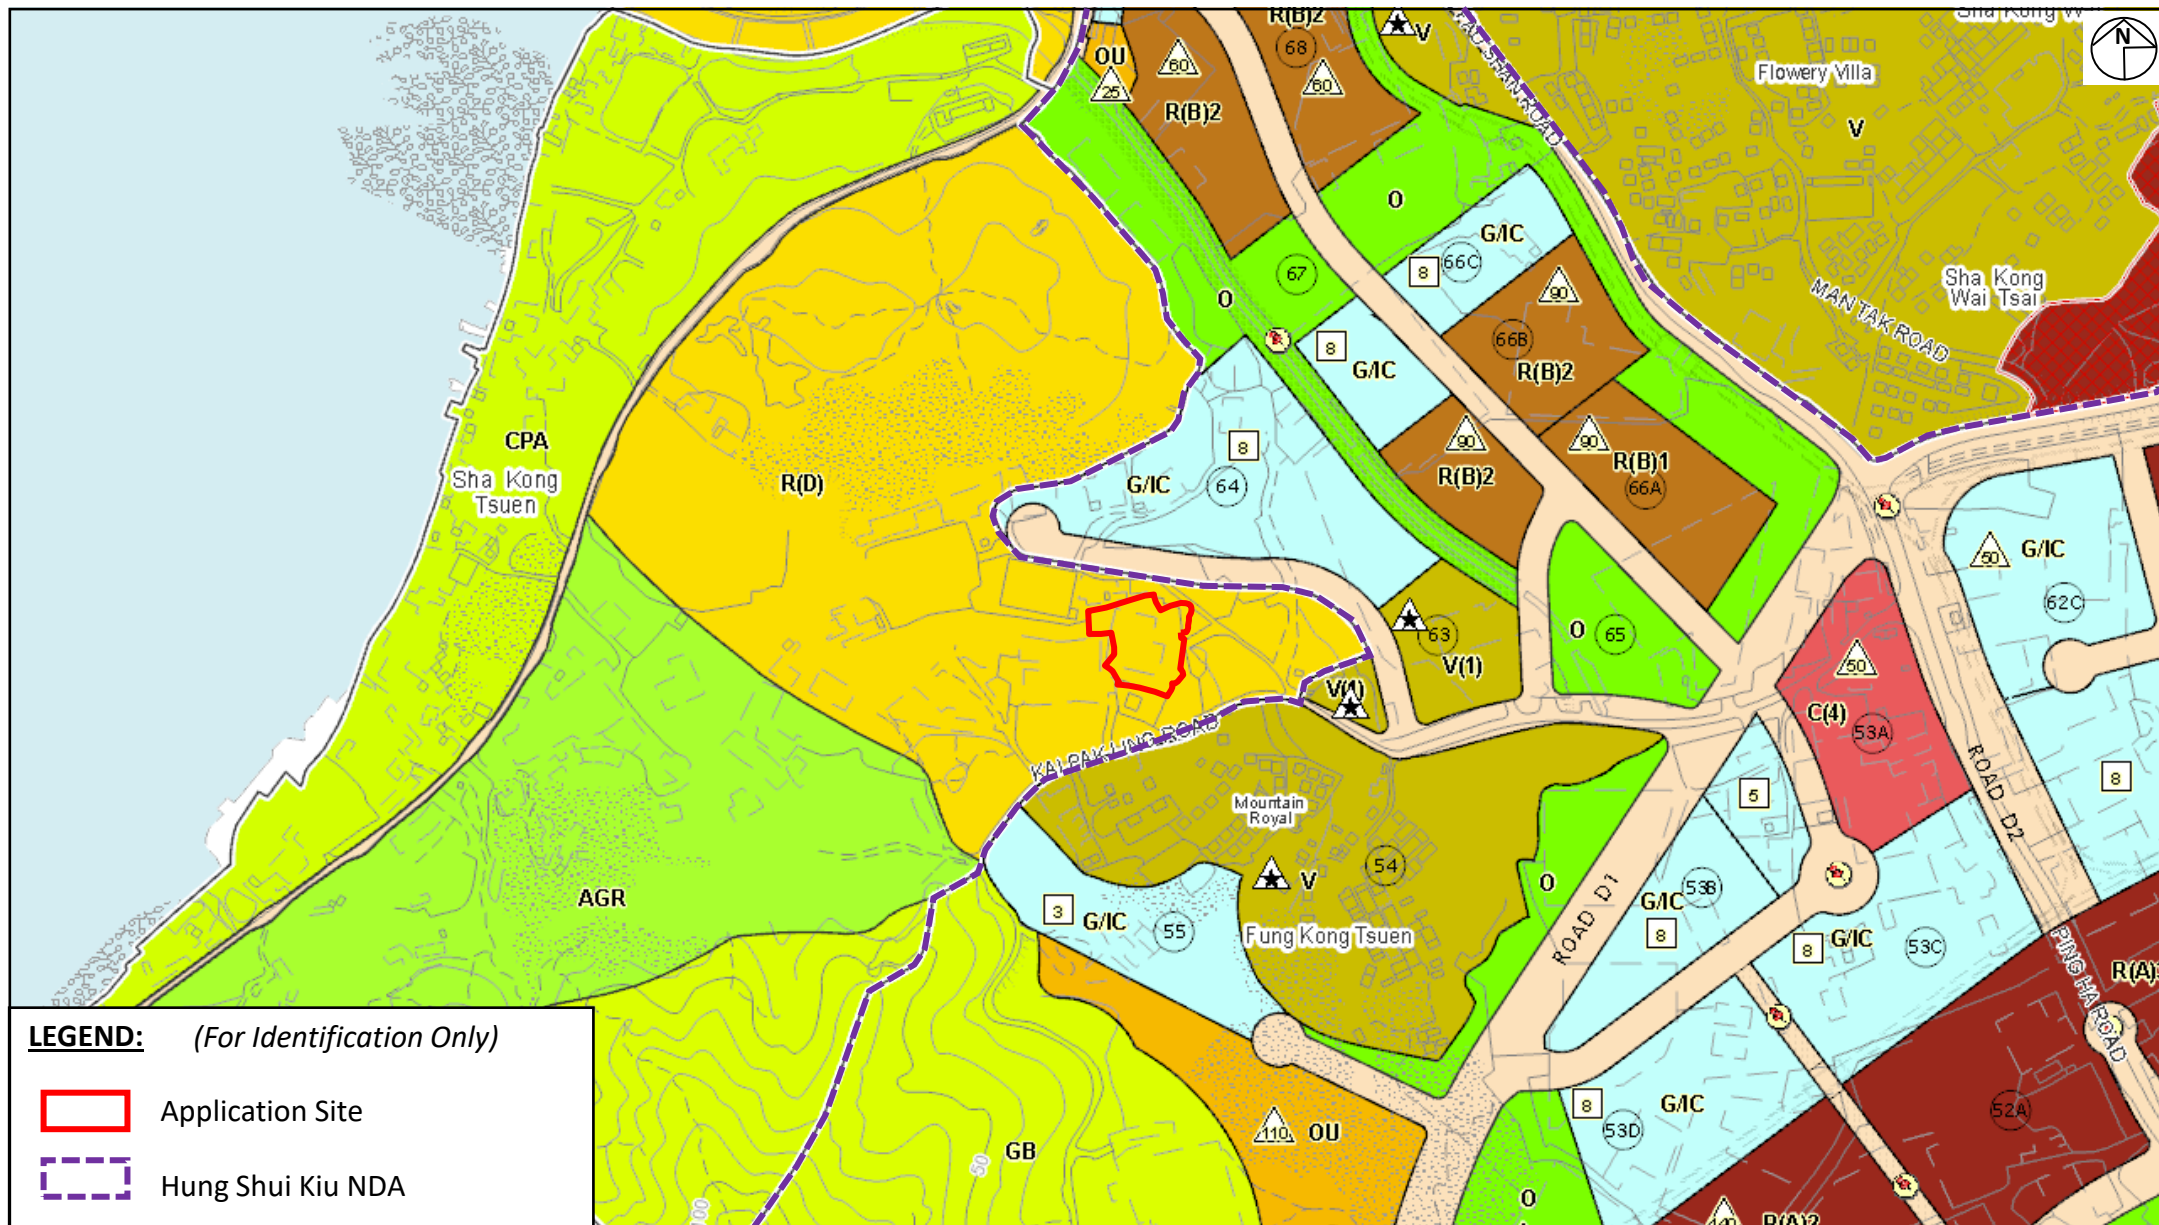 R(B)2
68
V
SHAN ROAD
N
OU
25
60
R(B)2
60
Flowery Villa
V
O
G/IC
8
66C
67
O
90
Sha Kong
Wai Tsai
MAN TAK ROAD
8
G/IC
66B
R(B)2
CPA
Sha Kong
Tsuen
R(D)
8
G/IC
64
90
R(B)2
90
R(B)1
66A
50
G/IC
62C
63
V(1)
O
65
50
V(1)
C(4)
53A
KAI PAK LING ROAD
ROAD D2
8
5
Mountain
Royal
54
V
O
AGR
3
G/IC
55
Fung Kong Tsuen
ROAD D1
53B
G/IC
8
8
G/IC
53C
PING HA ROAD
R(A)
LEGEND:
(For Identification Only)
Application Site
Hung Shui Kiu NDA
50
100
GB
110
OU
8
G/IC
53D
52A
O
140
R(A)2